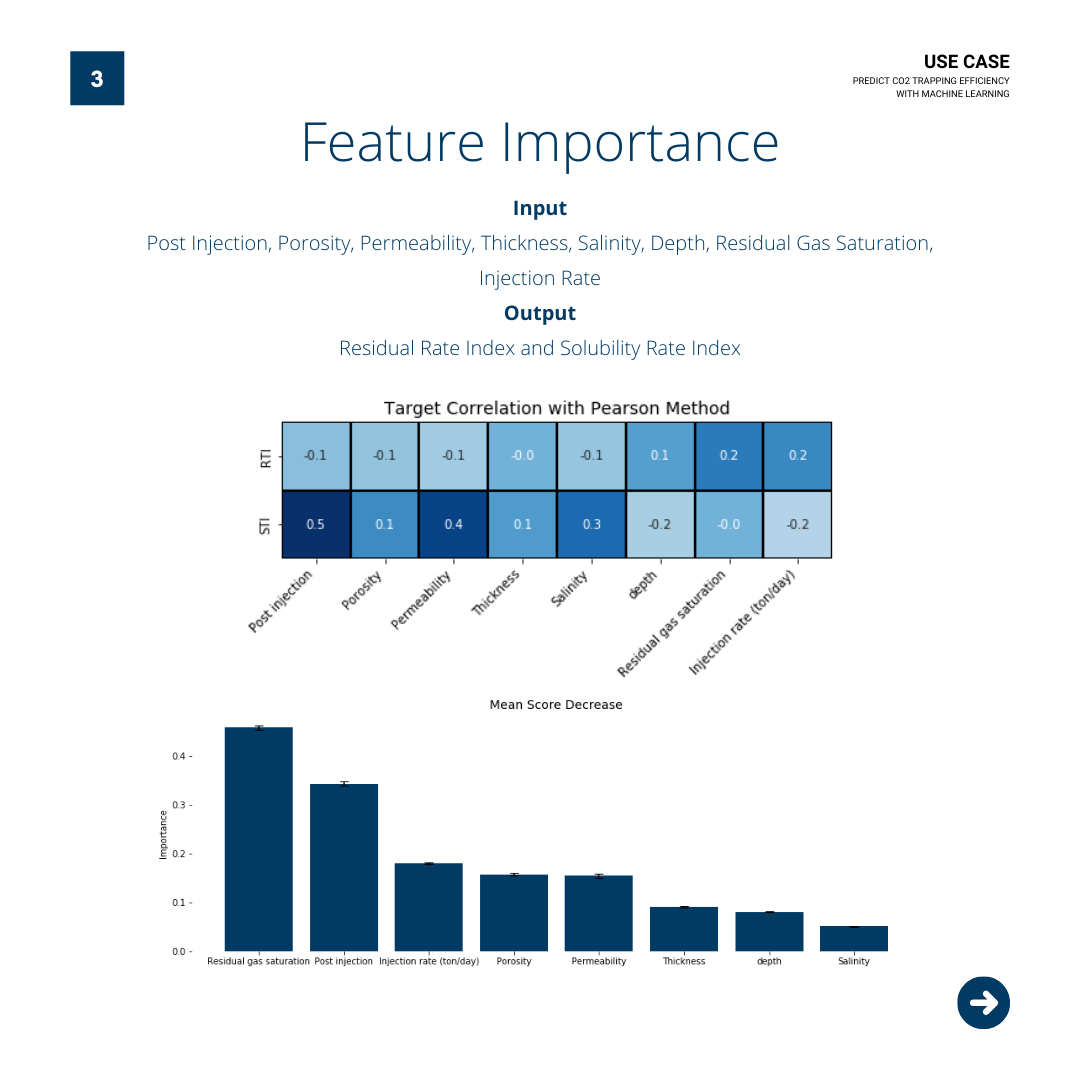 3
USE CASE
PREDICT CO2 TRAPPING EFFICIENCY
WITH MACHINE LEARNING
Feature Importance
Input
Post Injection, Porosity, Permeability, Thickness, Salinity, Depth, Residual Gas Saturation,
Injection Rate
Output
Residual Rate Index and Solubility Rate Index
Target Correlation with Pearson Method
RTI -0.1 -0.1 -0.1 -0.0 -0.1 0.1 0.2 0.2
STI 0.5 0.1 0.4 0.1 0.3 -0.2 -0.0 -0.2
Post injection Porosity Permeability Thickness Salinity depth Residual gas saturation Injection rate (ton/day)
Mean Score Decrease
Importance
0.4
0.3
0.2
0.1
0.0
Residual gas saturation Post injection Injection rate (ton/day) Porosity Permeability Thickness depth Salinity